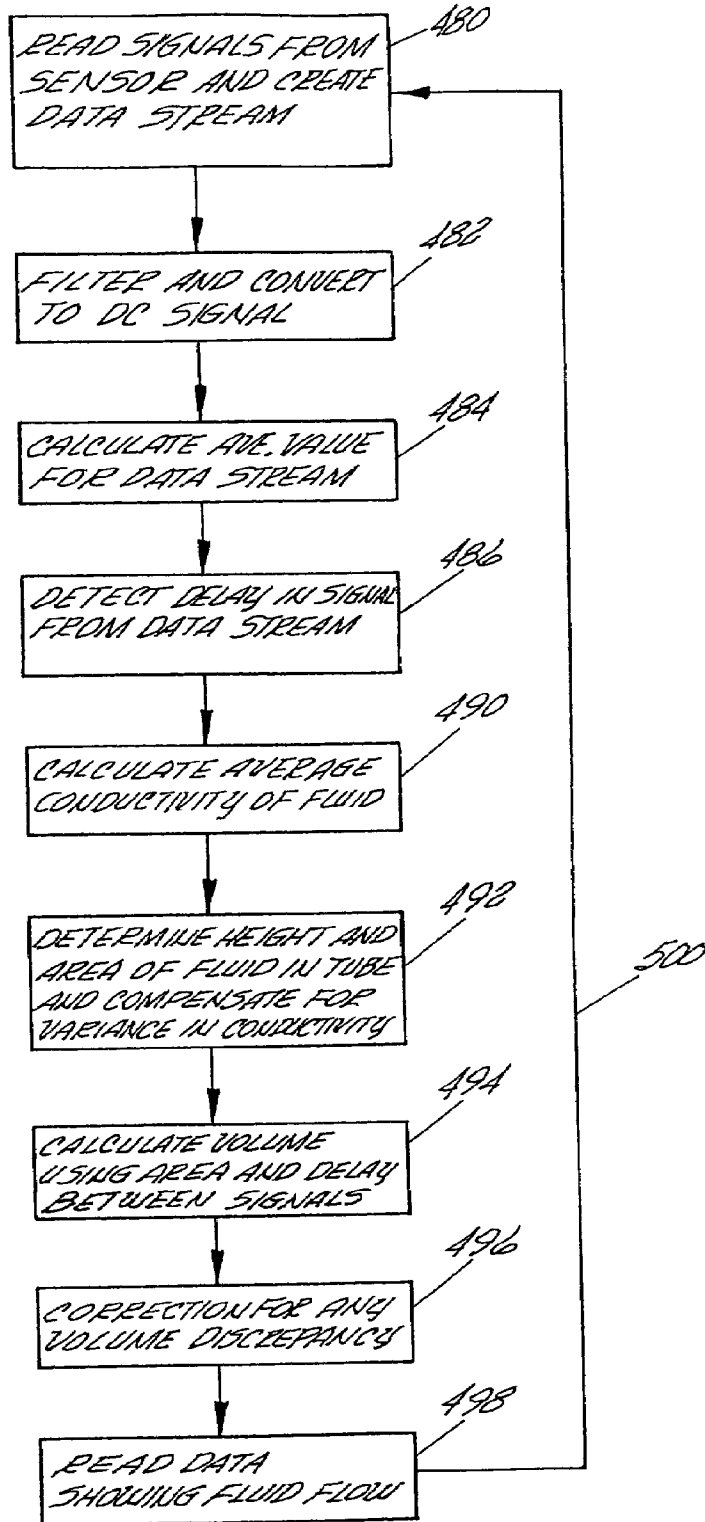 480
READ SIGNALS FROM
SENSOR AND CREATE
DATA STREAM
482
FILTER AND CONVERT
TO DC SIGNAL
484
CALCULATE AVE. VALUE
FOR DATA STREAM
486
DETECT DELAY IN SIGNAL
FROM DATA STREAM
490
CALCULATE AVERAGE
CONDUCTIVITY OF FLUID
492
DETERMINE HEIGHT AND
AREA OF FLUID IN TUBE
AND COMPENSATE FOR
VARIANCE IN CONDUCTIVITY
500
494
CALCULATE VOLUME
USING AREA AND DELAY
BETWEEN SIGNALS
496
CORRECTION FOR ANY
VOLUME DISCREPANCY
498
READ DATA
SHOWING FLUID FLOW